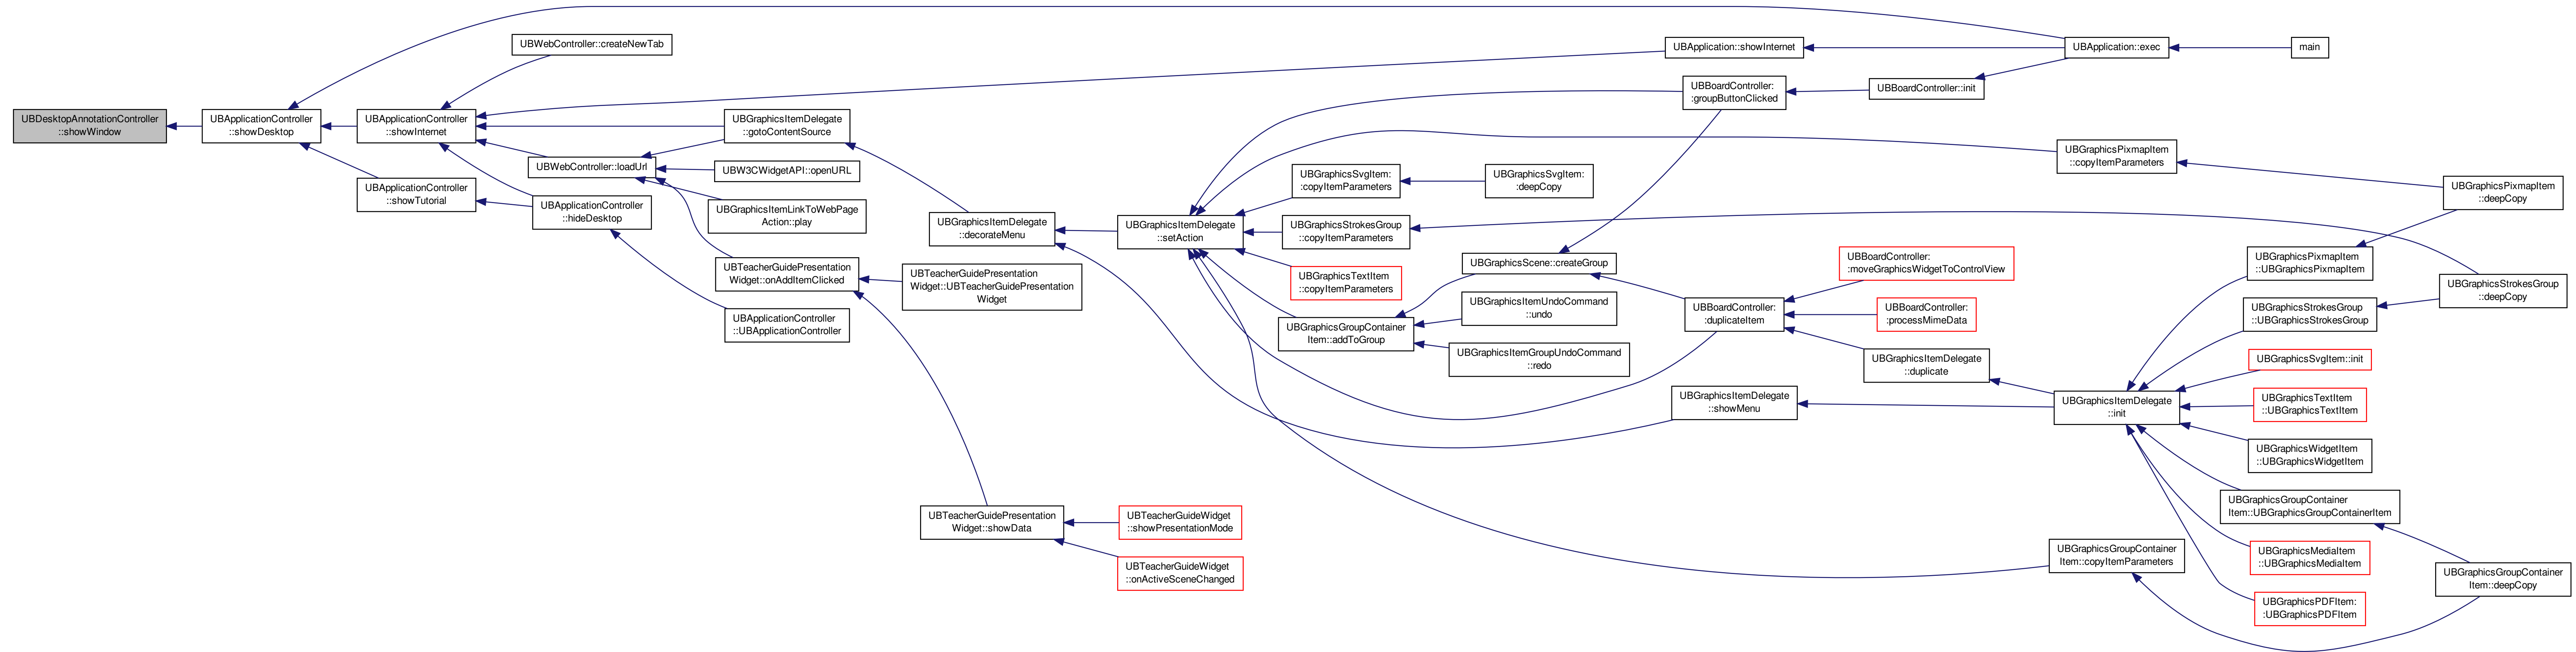 UBDesktopAnnotationController
::showWindow
UBApplicationController
::showDesktop
UBApplicationController
::showInternet
UBApplicationController
::showTutorial
UBWebController::createNewTab
UBWebController::loadUrl
UBApplicationController
::hideDesktop
UBGraphicsItemDelegate
::gotoContentSource
UBW3CWidgetAPI::openURL
UBGraphicsItemLinkToWebPage
Action::play
UBTeacherGuidePresentation
Widget::onAddItemClicked
UBApplicationController
::UBApplicationController
UBGraphicsItemDelegate
::decorateMenu
UBTeacherGuidePresentation
Widget::UBTeacherGuidePresentation
Widget
UBTeacherGuidePresentation
Widget::showData
UBGraphicsItemDelegate
::setAction
UBTeacherGuideWidget
::showPresentationMode
UBTeacherGuideWidget
::onActiveSceneChanged
UBGraphicsSvgItem:
:copyItemParameters
UBGraphicsStrokesGroup
::copyItemParameters
UBGraphicsTextItem
::copyItemParameters
UBGraphicsGroupContainer
Item::addToGroup
UBGraphicsSvgItem:
:deepCopy
UBGraphicsScene::createGroup
UBGraphicsItemUndoCommand
::undo
UBGraphicsItemGroupUndoCommand
::redo
UBApplication::showInternet
UBBoardController:
:groupButtonClicked
UBBoardController:
:duplicateItem
UBGraphicsItemDelegate
::showMenu
UBBoardController::init
UBBoardController:
:moveGraphicsWidgetToControlView
UBBoardController:
:processMimeData
UBGraphicsItemDelegate
::duplicate
UBApplication::exec
UBGraphicsPixmapItem
::copyItemParameters
UBGraphicsItemDelegate
::init
UBGraphicsGroupContainer
Item::copyItemParameters
main
UBGraphicsPixmapItem
::UBGraphicsPixmapItem
UBGraphicsStrokesGroup
::UBGraphicsStrokesGroup
UBGraphicsSvgItem::init
UBGraphicsTextItem
::UBGraphicsTextItem
UBGraphicsWidgetItem
::UBGraphicsWidgetItem
UBGraphicsGroupContainer
Item::UBGraphicsGroupContainerItem
UBGraphicsMediaItem
::UBGraphicsMediaItem
UBGraphicsPDFItem:
:UBGraphicsPDFItem
UBGraphicsPixmapItem
::deepCopy
UBGraphicsStrokesGroup
::deepCopy
UBGraphicsGroupContainer
Item::deepCopy